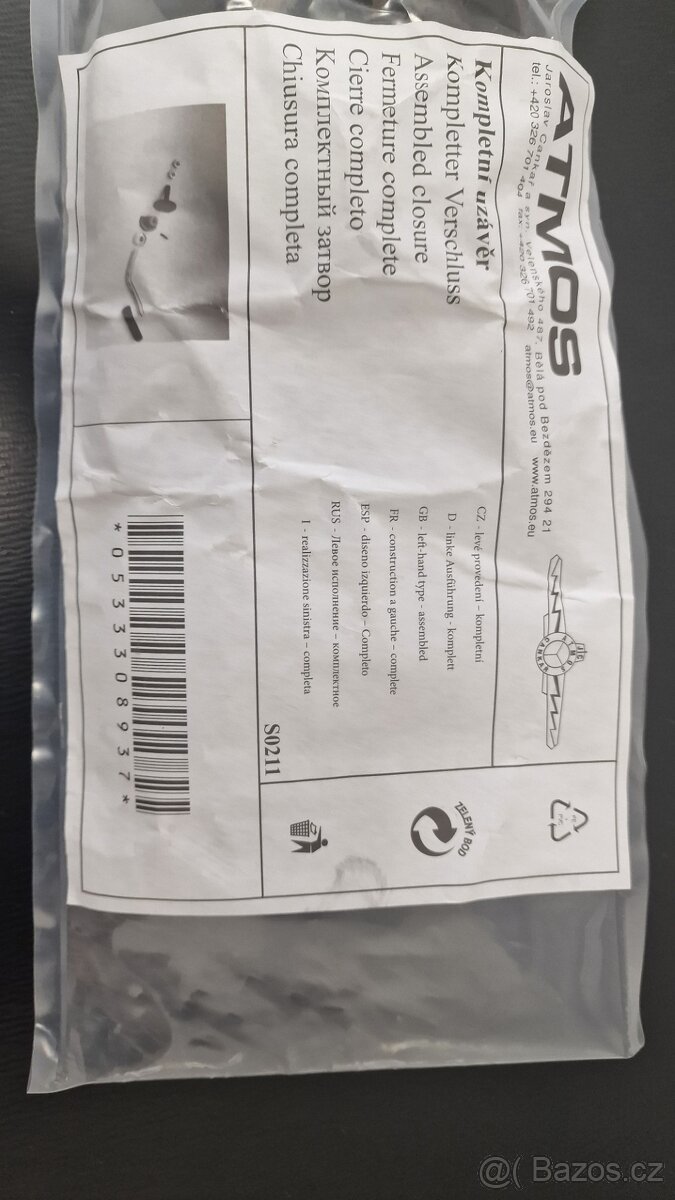 ATMOS
Jaroslav Cankař a syn, Velenského 487, Bělá pod Bezdězem 294 21
tel.: +420 326 701 404 fax: +420 326 701 492 atmos@atmos.eu www.atmos.eu
JČ
ATMOS
CANKAŘ
Kompletní uzávěr
Kompletter Verschluss
Assembled closure
Fermeture complete
Cierre completo
Комплектный затвор
Chiusura completa
CZ - levé provedení – kompletní
D - linke Ausführung - komplett
GB - left-hand type - assembled
FR - construction a gauche – complete
ESP - diseno izquierdo – Completo
RUS - Левое исполнение – комплектное
I - realizzazione sinistra – completa
S0211
ZELENÝ BOD
*0533308937*
@( Bazos.cz